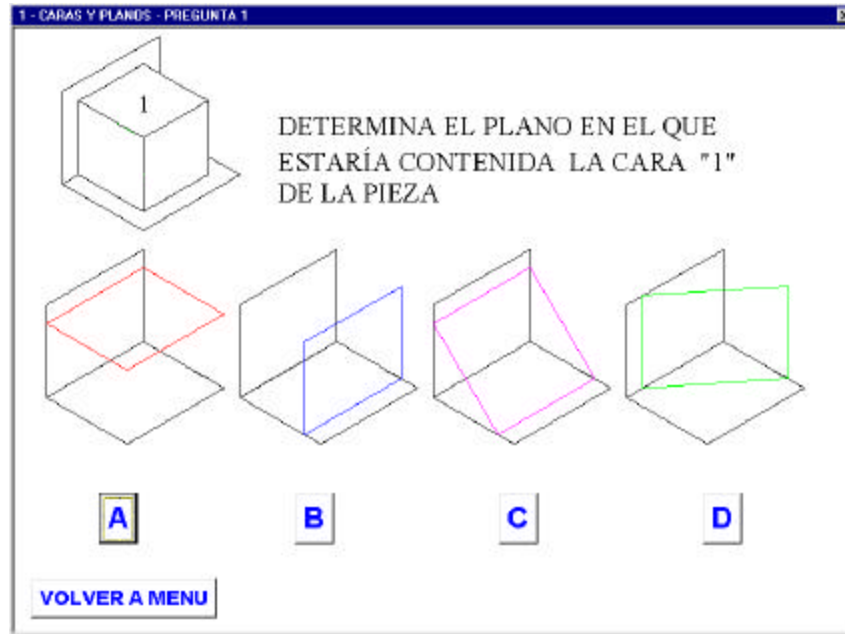 1 - CARAS Y PLANOS - PREGUNTA 1
1
DETERMINA EL PLANO EN EL QUE
ESTARÍA CONTENIDA LA CARA "1"
DE LA PIEZA
A B C D
VOLVER A MENU